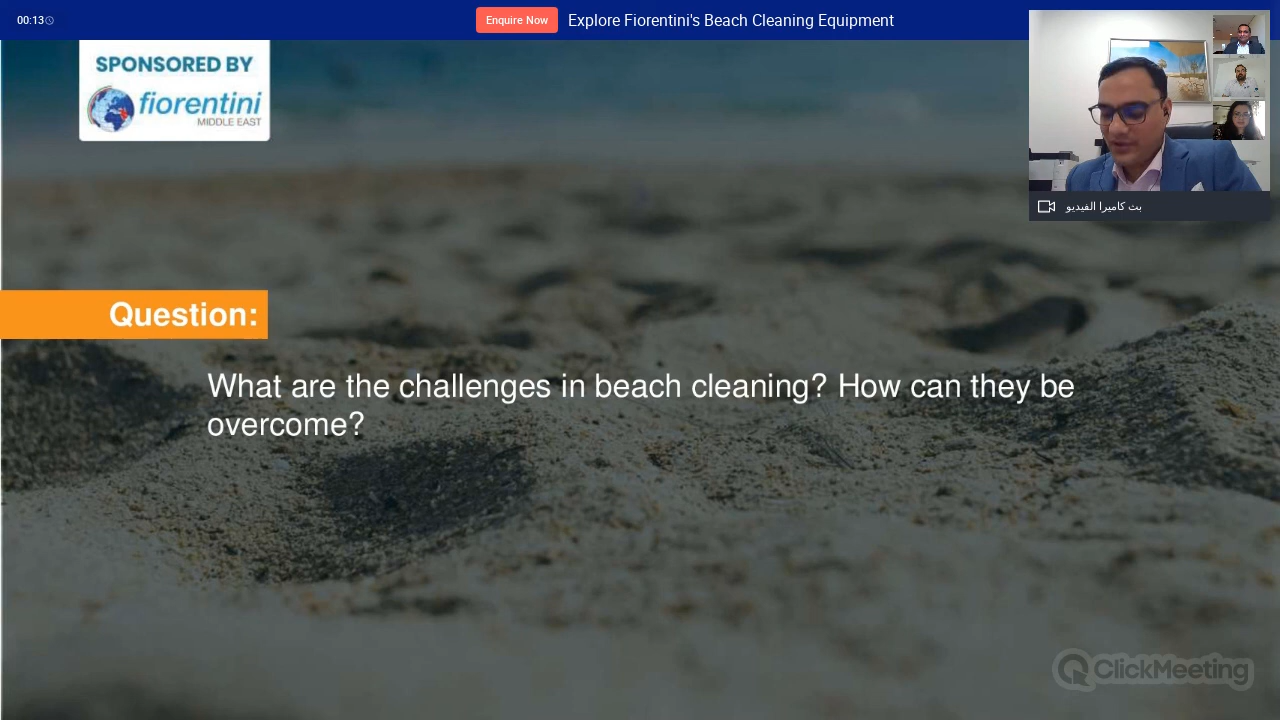 00:13
Enquire Now
Explore Fiorentini's Beach Cleaning Equipment
SPONSORED BY
fiorentini
MIDDLE EAST
بث كاميرا الفيديو
Question:
What are the challenges in beach cleaning? How can they be
overcome?
ClickMeeting